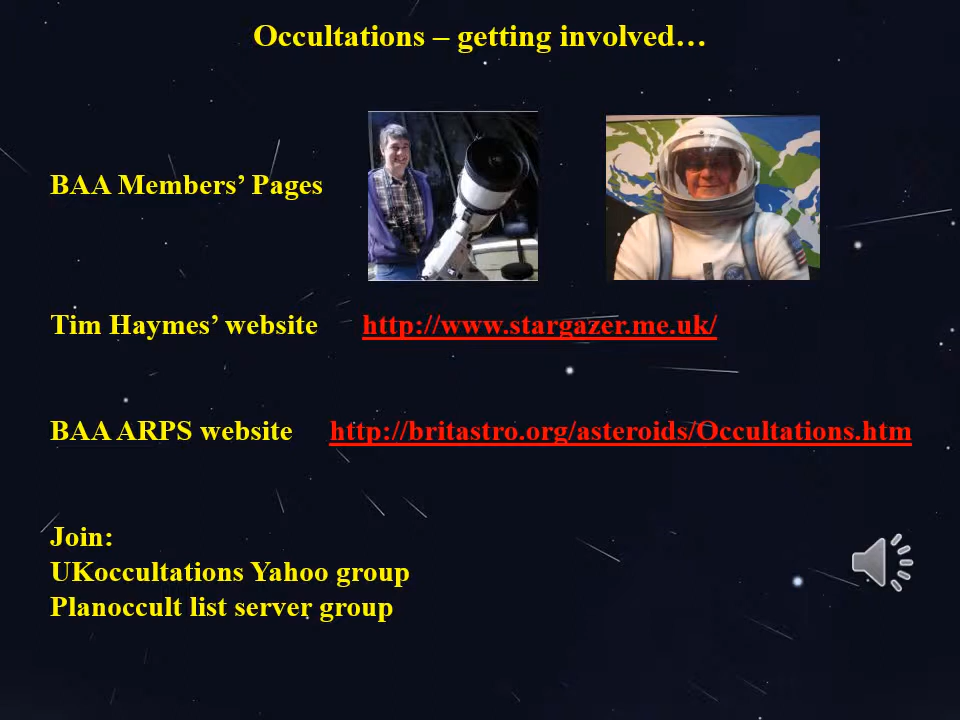 Occultations – getting involved…
BAA Members’ Pages
Tim Haymes’ website http://www.stargazer.me.uk/
BAA ARPS website http://britastro.org/asteroids/Occultations.htm
Join:
UKoccultations Yahoo group
Planoccult list server group